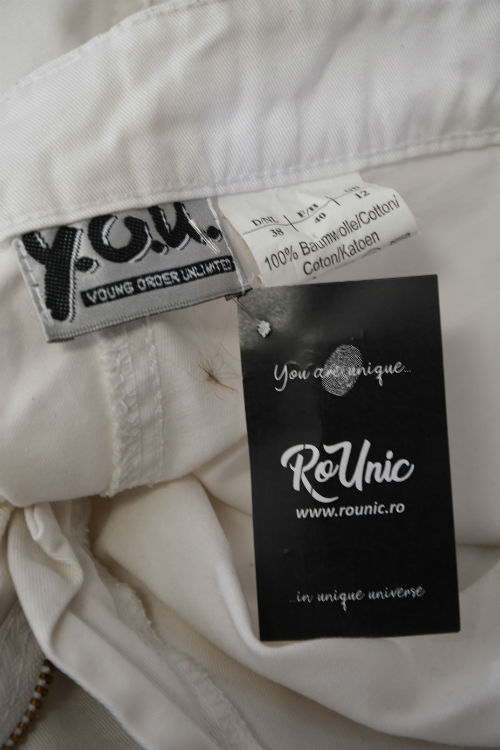 y.o.u.
YOUNG ORDER UNLIMITED
D/NL F/H GB
38 40 12
100% Baumwolle/Cotton/
Coton/Katoen
You are unique...
RoUnic
www.rounic.ro
...in unique universe